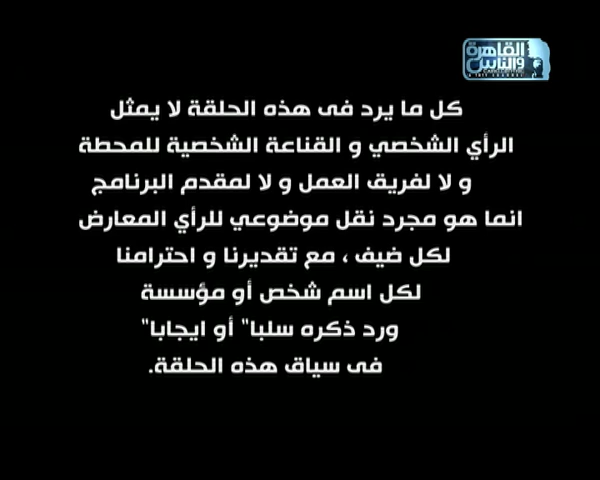 القاهرة
والناس
كل ما يرد فى هذه الحلقة لا يمثل
الرأي الشخصي و القناعة الشخصية للمحطة
و لا لفريق العمل و لا لمقدم البرنامج
انما هو مجرد نقل موضوعي للرأي المعارض
لكل ضيف ، مع تقديرنا و احترامنا
لكل اسم شخص أو مؤسسة
ورد ذكره سلبا" أو ايجابا"
فى سياق هذه الحلقة.